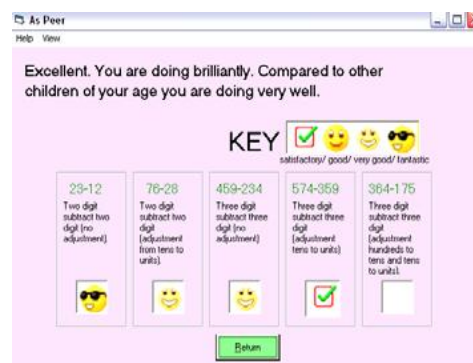 As Peer
Help View
Excellent. You are doing brilliantly. Compared to other
children of your age you are doing very well.
KEY
satisfactory/ good/ very good/ fantastic
23-12
Two digit
subtract two
digit (no
adjustment).
76-28
Two digit
subtract two
digit
(adjustment
from tens to
units).
459-234
Three digit
subtract three
digit (no
adjustment)
574-359
Three digit
subtract three
digit
(adjustment
tens to units)
364-175
Three digit
subtract three
digit
(adjustment
hundreds to
tens and tens
to units).
Return